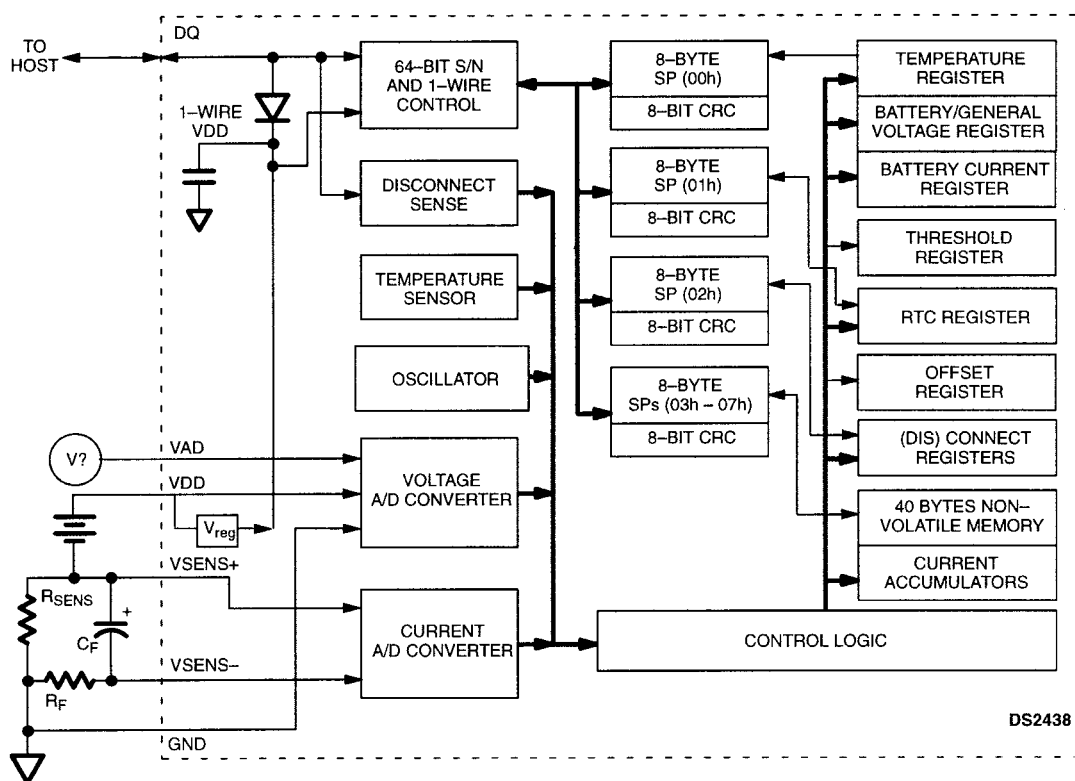 DQ
TO
HOST
1–WIRE
VDD
64–BIT S/N
AND 1–WIRE
CONTROL
DISCONNECT
SENSE
TEMPERATURE
SENSOR
OSCILLATOR
V?
VAD
VDD
Vreg
VOLTAGE
A/D CONVERTER
VSENS+
RSENS
+
CF
CURRENT
A/D CONVERTER
VSENS–
RF
GND
8–BYTE
SP (00h)
8–BIT CRC
8–BYTE
SP (01h)
8–BIT CRC
8–BYTE
SP (02h)
8–BIT CRC
8–BYTE
SPs (03h – 07h)
8–BIT CRC
TEMPERATURE
REGISTER
BATTERY/GENERAL
VOLTAGE REGISTER
BATTERY CURRENT
REGISTER
THRESHOLD
REGISTER
RTC REGISTER
OFFSET
REGISTER
(DIS) CONNECT
REGISTERS
40 BYTES NON–
VOLATILE MEMORY
CURRENT
ACCUMULATORS
CONTROL LOGIC
DS2438